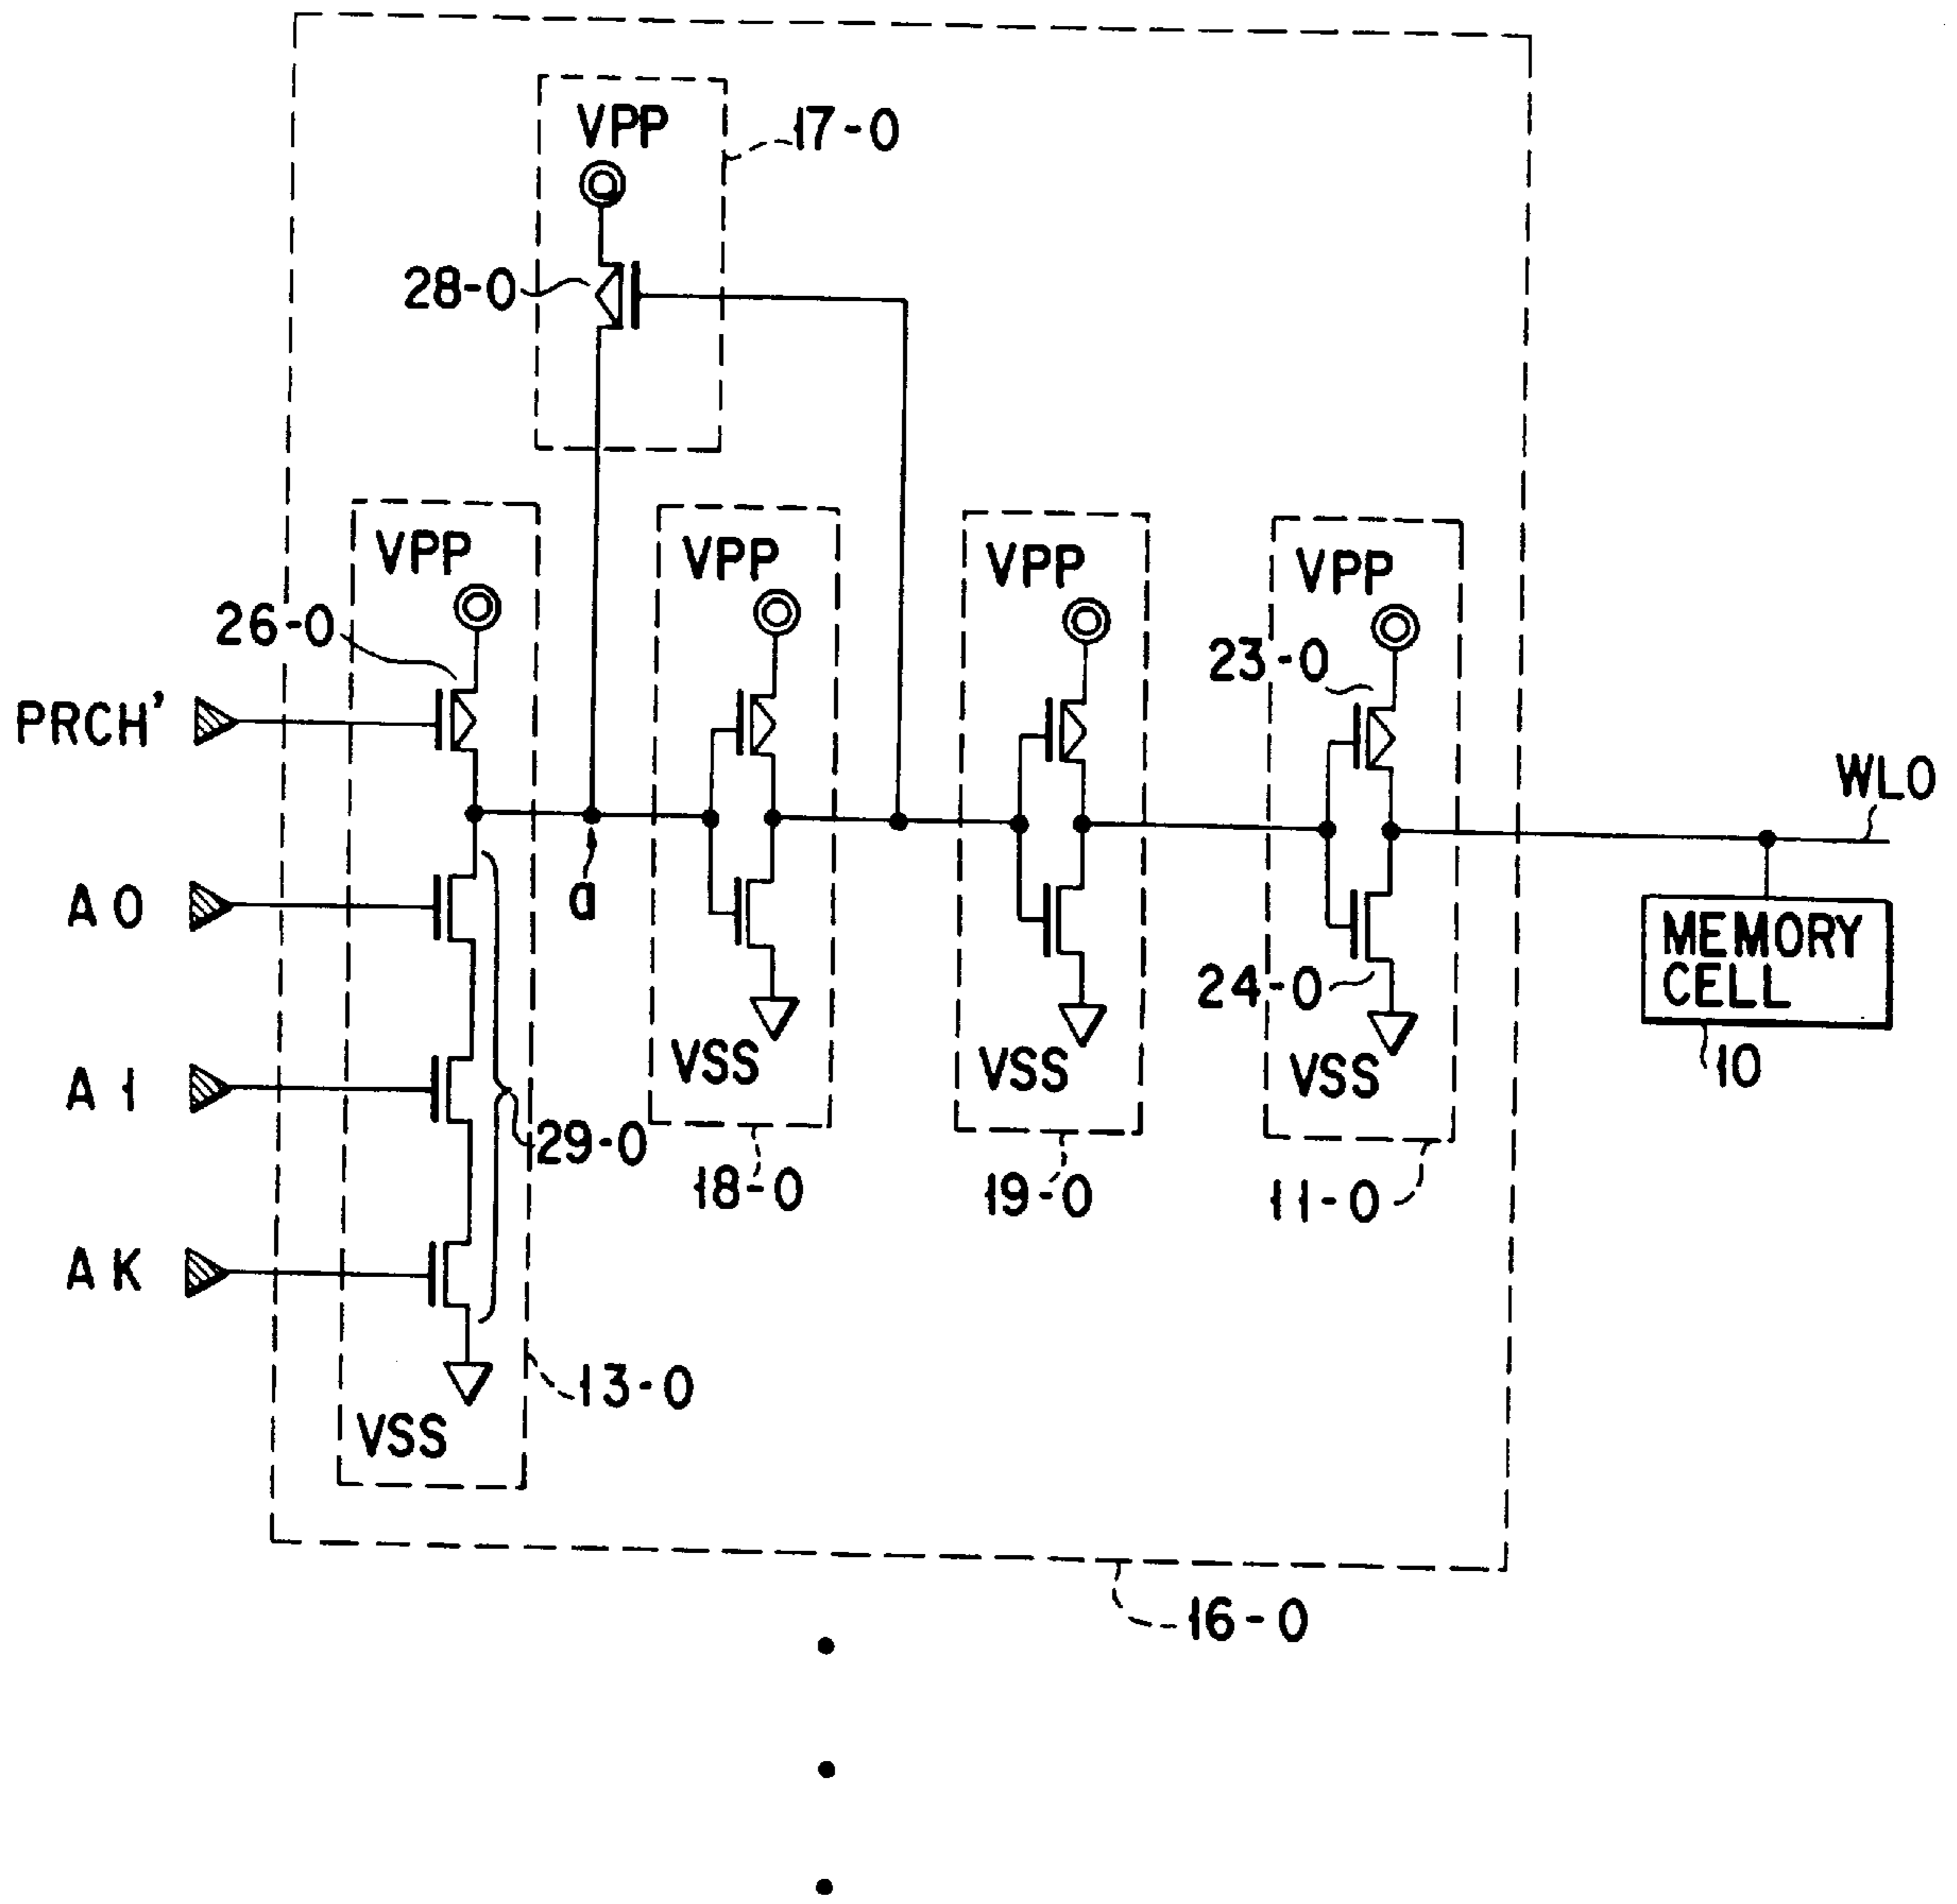 VPP
17-0
28-0
VPP
VPP
VPP
VPP
26-0
23-0
PRCH'
WL0
A0
a
MEMORY
CELL
24-0
10
A1
VSS
VSS
VSS
29-0
18-0
19-0
11-0
AK
13-0
VSS
16-0